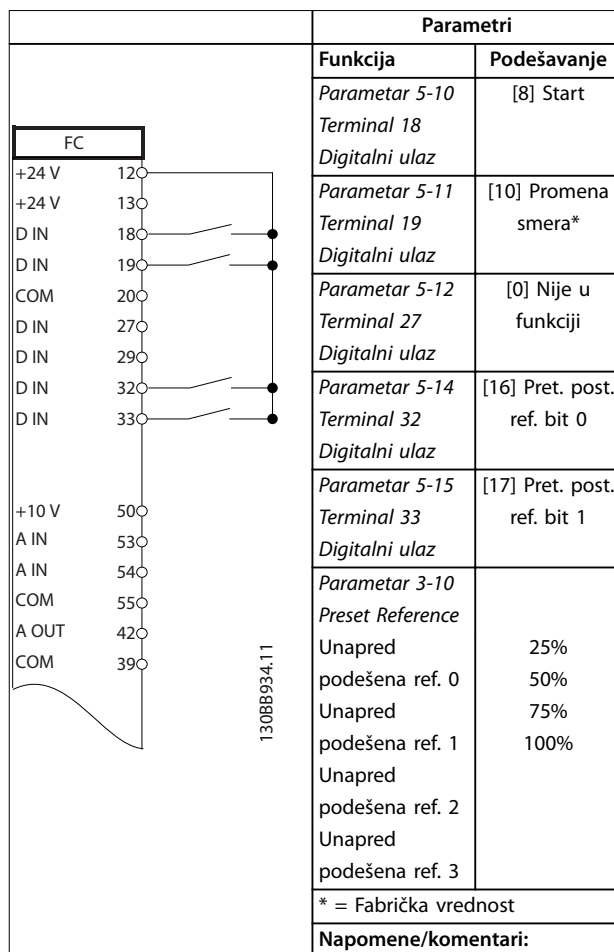 FC
+24 V 12
+24 V 13
D IN 18
D IN 19
COM 20
D IN 27
D IN 29
D IN 32
D IN 33
+10 V 50
A IN 53
A IN 54
COM 55
A OUT 42
COM 39
130BB934.11
Parametri
Funkcija Podešavanje
Parametar 5-10 [8] Start
Terminal 18
Digitalni ulaz
Parametar 5-11 [10] Promena
Terminal 19 smera*
Digitalni ulaz
Parametar 5-12 [0] Nije u
Terminal 27 funkciji
Digitalni ulaz
Parametar 5-14 [16] Pret. post.
Terminal 32 ref. bit 0
Digitalni ulaz
Parametar 5-15 [17] Pret. post.
Terminal 33 ref. bit 1
Digitalni ulaz
Parametar 3-10
Preset Reference
Unapred 25%
podešena ref. 0 50%
Unapred 75%
podešena ref. 1 100%
Unapred
podešena ref. 2
Unapred
podešena ref. 3
* = Fabrička vrednost
Napomene/komentari: